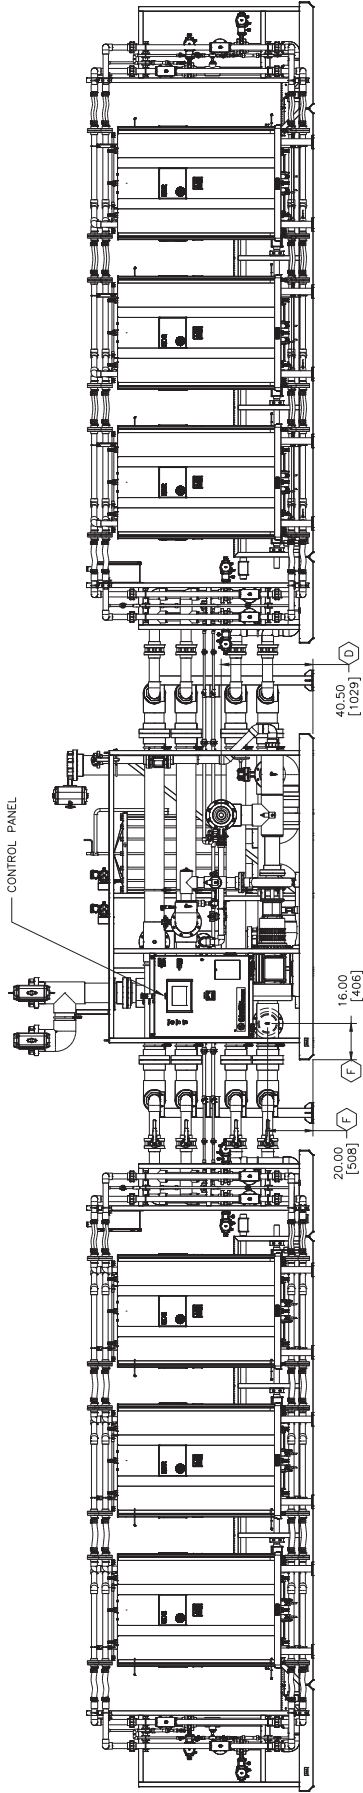 CONTROL PANEL
20.00
[508]
F
F
16.00
[406]
40.50
[1029]
D